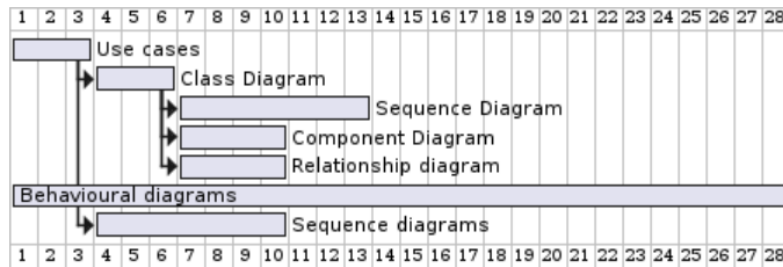 1 2 3 4 5 6 7 8 9 10 11 12 13 14 15 16 17 18 19 20 21 22 23 24 25 26 27 28
Use cases
Class Diagram
Sequence Diagram
Component Diagram
Relationship diagram
Behavioural diagrams
Sequence diagrams
1 2 3 4 5 6 7 8 9 10 11 12 13 14 15 16 17 18 19 20 21 22 23 24 25 26 27 28